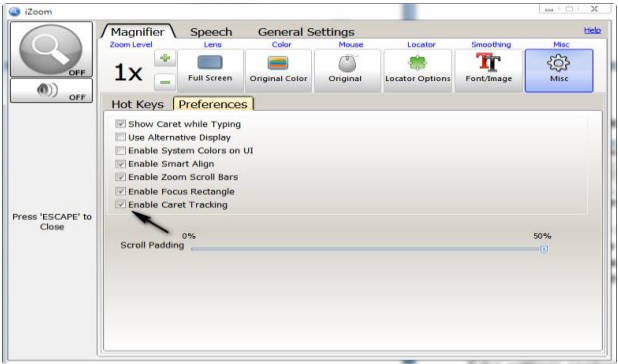 iZoom
Magnifier Speech General Settings Help
Zoom Level Lens Color Mouse Locator Smoothing Misc
OFF
1x Full Screen Original Color Original Locator Options Font/Image Misc
OFF
Hot Keys Preferences
Show Caret while Typing
Use Alternative Display
Enable System Colors on UI
Enable Smart Align
Enable Zoom Scroll Bars
Enable Focus Rectangle
Enable Caret Tracking
Press 'ESCAPE' to
Close
0% 50%
Scroll Padding